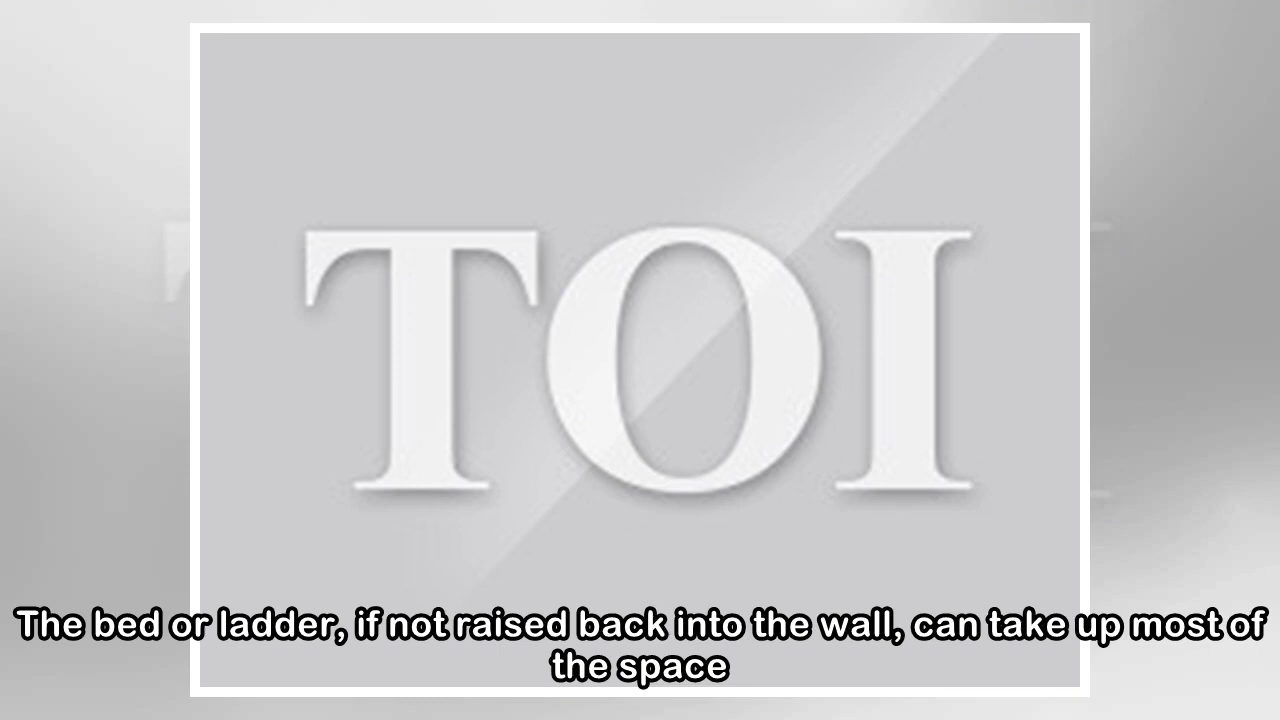 TOI
The bed or ladder, if not raised back into the wall, can take up most of
the space